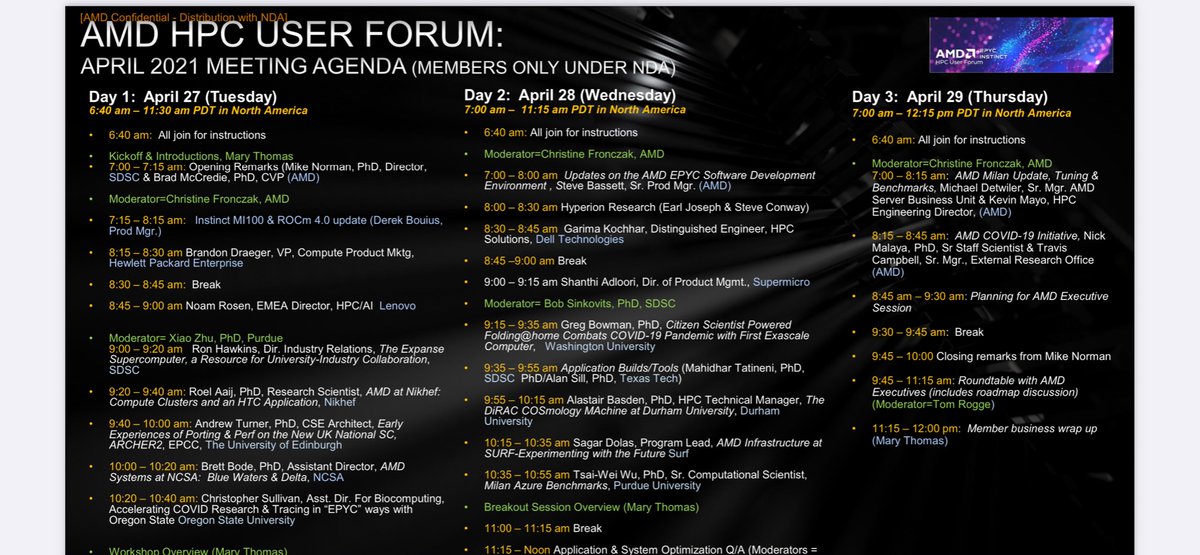 [AMD Confidential - Distribution with NDA]
AMD HPC USER FORUM:
APRIL 2021 MEETING AGENDA (MEMBERS ONLY UNDER NDA)
AMD EPYC INSTINCT
HPC User Forum
Day 1: April 27 (Tuesday)
6:40 am – 11:30 am PDT in North America
• 6:40 am: All join for instructions
• Kickoff & Introductions, Mary Thomas
• 7:00 – 7:15 am: Opening Remarks (Mike Norman, PhD, Director,
SDSC & Brad McCredie, PhD, CVP (AMD)
• Moderator=Christine Fronczak, AMD
• 7:15 – 8:15 am: Instinct MI100 & ROCm 4.0 update (Derek Bouius,
Prod Mgr.)
• 8:15 – 8:30 am Brandon Draeger, VP, Compute Product Mktg,
Hewlett Packard Enterprise
• 8:30 – 8:45 am: Break
• 8:45 – 9:00 am Noam Rosen, EMEA Director, HPC/AI Lenovo
• Moderator= Xiao Zhu, PhD, Purdue
9:00 – 9:20 am Ron Hawkins, Dir. Industry Relations, The Expanse
Supercomputer, a Resource for University-Industry Collaboration,
SDSC
• 9:20 – 9:40 am: Roel Aaij, PhD, Research Scientist, AMD at Nikhef:
Compute Clusters and an HTC Application, Nikhef
• 9:40 – 10:00 am: Andrew Turner, PhD, CSE Architect, Early
Experiences of Porting & Perf on the New UK National SC,
ARCHER2, EPCC, The University of Edinburgh
• 10:00 – 10:20 am: Brett Bode, PhD, Assistant Director, AMD
Systems at NCSA: Blue Waters & Delta, NCSA
• 10:20 – 10:40 am: Christopher Sullivan, Asst. Dir. For Biocomputing,
Accelerating COVID Research & Tracing in “EPYC” ways with
Oregon State Oregon State University
• Workshop Overview (Mary Thomas)
Day 2: April 28 (Wednesday)
7:00 am – 11:15 am PDT in North America
• 6:40 am: All join for instructions
• Moderator=Christine Fronczak, AMD
• 7:00 – 8:00 am Updates on the AMD EPYC Software Development
Environment , Steve Bassett, Sr. Prod Mgr. (AMD)
• 8:00 – 8:30 am Hyperion Research (Earl Joseph & Steve Conway)
• 8:30 – 8:45 am Garima Kochhar, Distinguished Engineer, HPC
Solutions, Dell Technologies
• 8:45 –9:00 am Break
• 9:00 – 9:15 am Shanthi Adloori, Dir. of Product Mgmt., Supermicro
• Moderator= Bob Sinkovits, PhD, SDSC
• 9:15 – 9:35 am Greg Bowman, PhD, Citizen Scientist Powered
Folding@home Combats COVID-19 Pandemic with First Exascale
Computer, Washington University
• 9:35 – 9:55 am Application Builds/Tools (Mahidhar Tatineni, PhD,
SDSC PhD/Alan Sill, PhD, Texas Tech)
• 9:55 – 10:15 am Alastair Basden, PhD, HPC Technical Manager, The
DiRAC COSmology MAchine at Durham University, Durham
University
• 10:15 – 10:35 am Sagar Dolas, Program Lead, AMD Infrastructure at
SURF-Experimenting with the Future Surf
• 10:35 – 10:55 am Tsai-Wei Wu, PhD, Sr. Computational Scientist,
Milan Azure Benchmarks, Purdue University
• Breakout Session Overview (Mary Thomas)
• 11:00 – 11:15 am Break
• 11:15 – Noon Application & System Optimization Q/A (Moderators =
Day 3: April 29 (Thursday)
7:00 am – 12:15 pm PDT in North America
• 6:40 am: All join for instructions
• Moderator=Christine Fronczak, AMD
7:00 – 8:15 am: AMD Milan Update, Tuning &
Benchmarks, Michael Detwiler, Sr. Mgr. AMD
Server Business Unit & Kevin Mayo, HPC
Engineering Director, (AMD)
• 8:15 – 8:45 am: AMD COVID-19 Initiative, Nick
Malaya, PhD, Sr Staff Scientist & Travis
Campbell, Sr. Mgr., External Research Office
(AMD)
• 8:45 am – 9:30 am: Planning for AMD Executive
Session
• 9:30 – 9:45 am: Break
• 9:45 – 10:00 Closing remarks from Mike Norman
• 9:45 – 11:15 am: Roundtable with AMD
Executives (includes roadmap discussion)
(Moderator=Tom Rogge)
• 11:15 – 12:00 pm: Member business wrap up
(Mary Thomas)